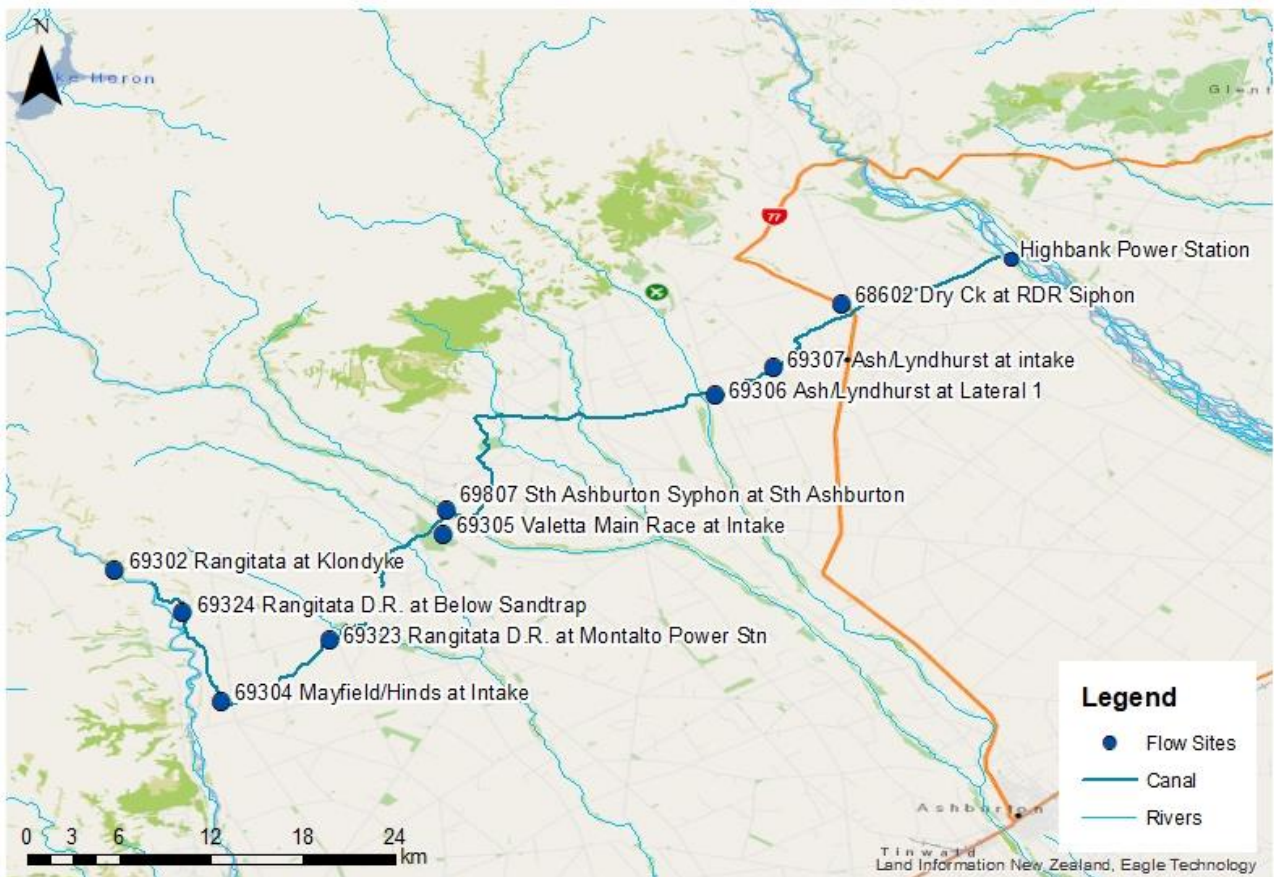 N
ke Heron
Glent
77
Highbank Power Station
68602 Dry Ck at RDR Siphon
69307 Ash/Lyndhurst at intake
69306 Ash/Lyndhurst at Lateral 1
69807 Sth Ashburton Syphon at Sth Ashburton
69305 Valetta Main Race at Intake
69302 Rangitata at Klondyke
69324 Rangitata D.R. at Below Sandtrap
69323 Rangitata D.R. at Montalto Power Stn
69304 Mayfield/Hinds at Intake
Legend
Flow Sites
Canal
Rivers
Ashburton
Tinwald
0 3 6 12 18 24
km
Land Information New Zealand, Eagle Technology